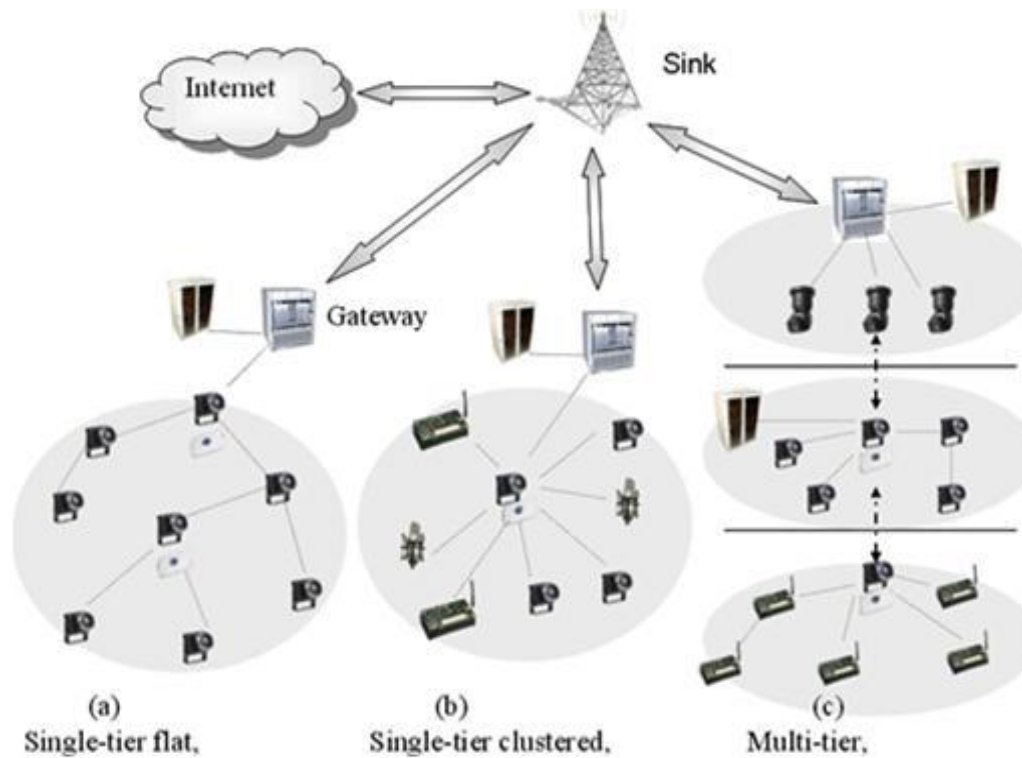 Internet
Sink
Gateway
(a)
Single-tier flat,
(b)
Single-tier clustered,
(c)
Multi-tier,